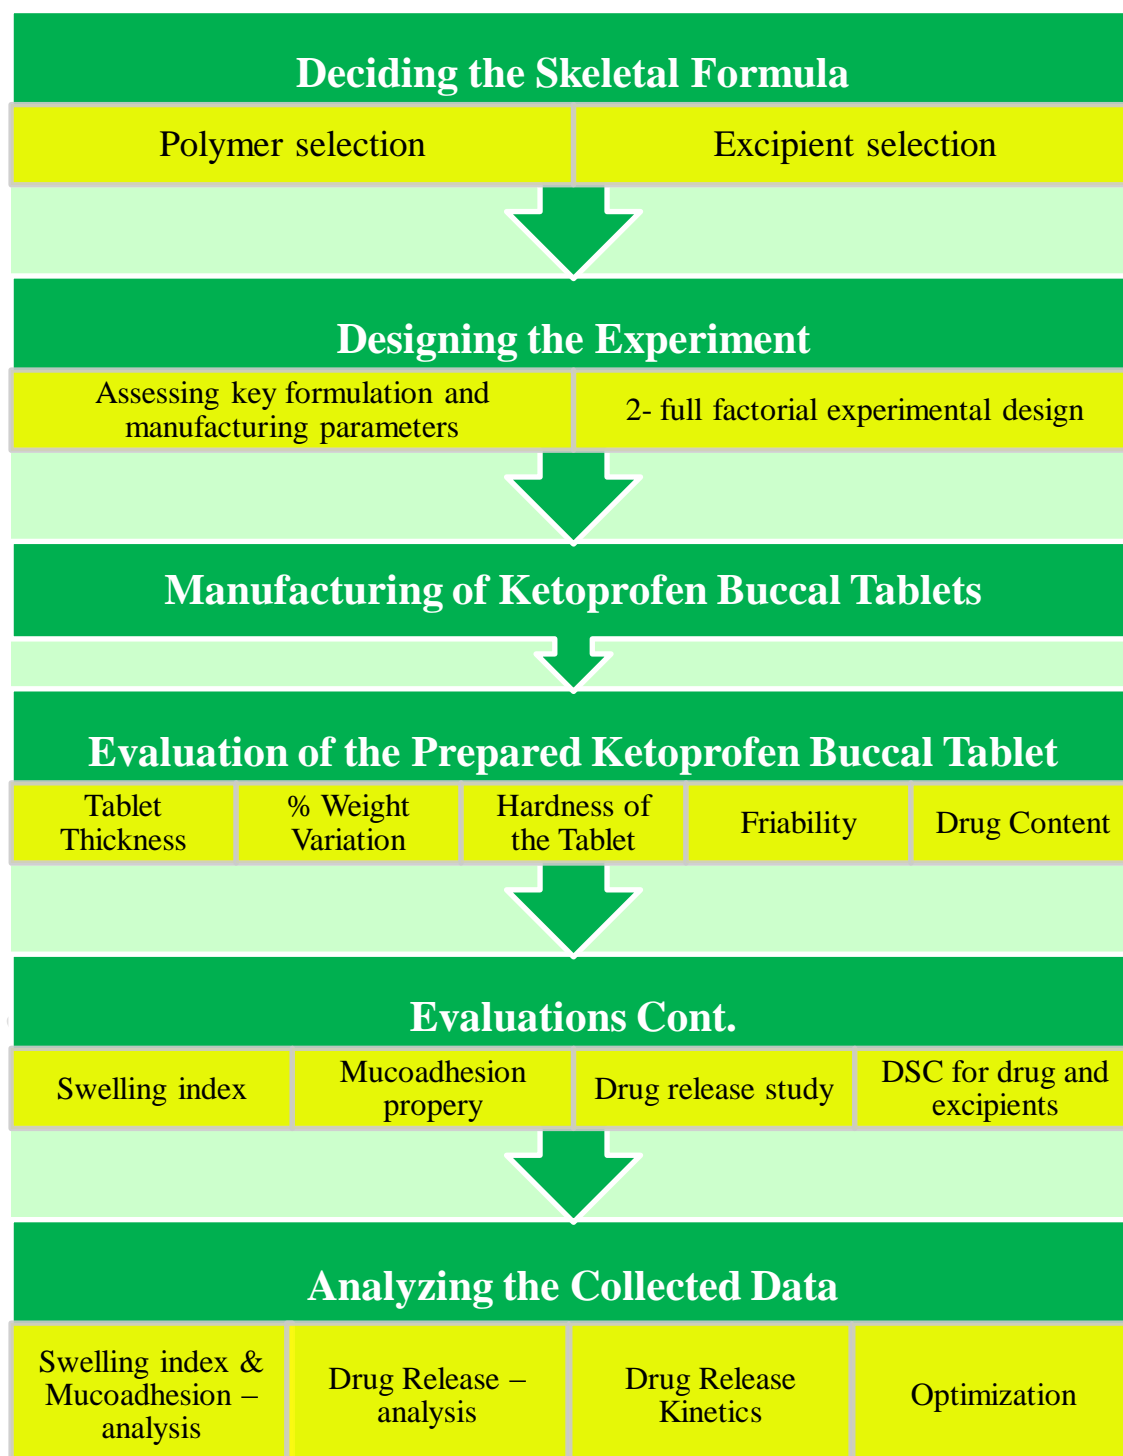 Deciding the Skeletal Formula
Polymer selection
Excipient selection
Designing the Experiment
Assessing key formulation and
manufacturing parameters
2- full factorial experimental design
Manufacturing of Ketoprofen Buccal Tablets
Evaluation of the Prepared Ketoprofen Buccal Tablet
Tablet
Thickness
% Weight
Variation
Hardness of
the Tablet
Friability
Drug Content
Evaluations Cont.
Swelling index
Mucoadhesion
propery
Drug release study
DSC for drug and
excipients
Analyzing the Collected Data
Swelling index &
Mucoadhesion –
analysis
Drug Release –
analysis
Drug Release
Kinetics
Optimization